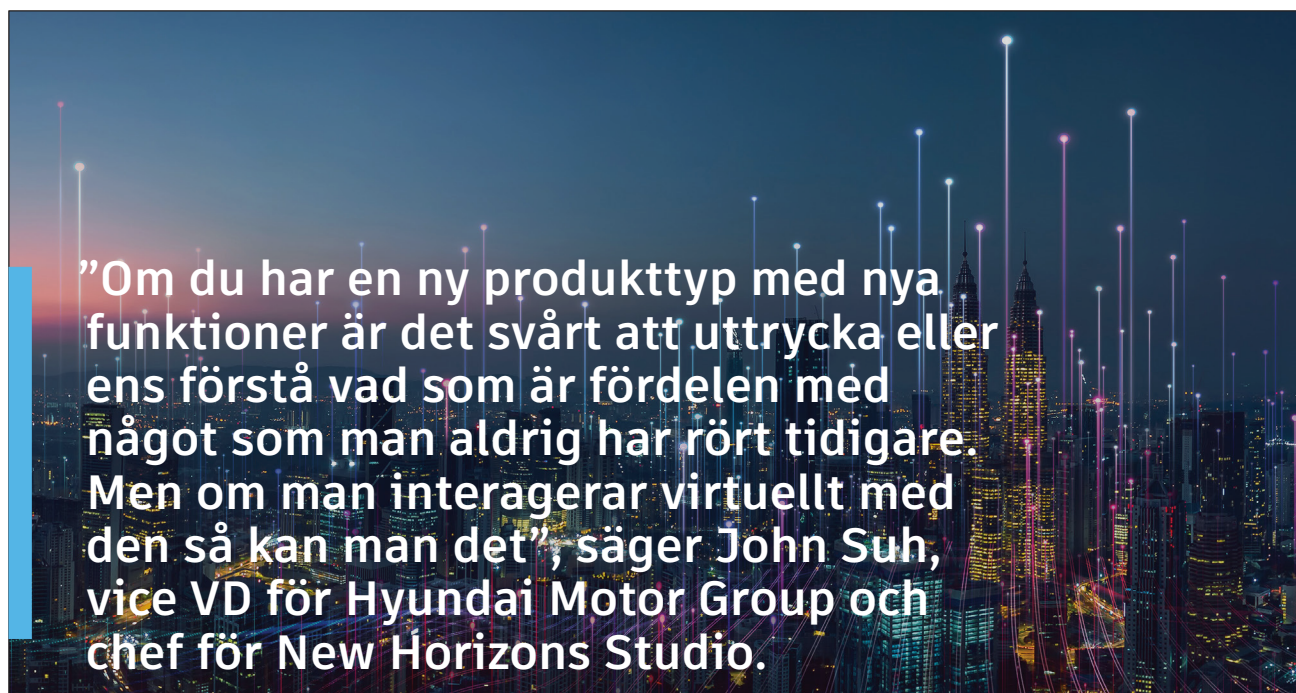 ”Om du har en ny produkttyp med nya
funktioner är det svårt att uttrycka eller
ens förstå vad som är fördelen med
något som man aldrig har rört tidigare.
Men om man interagerar virtuellt med
den så kan man det”, säger John Suh,
vice VD för Hyundai Motor Group och
chef för New Horizons Studio.